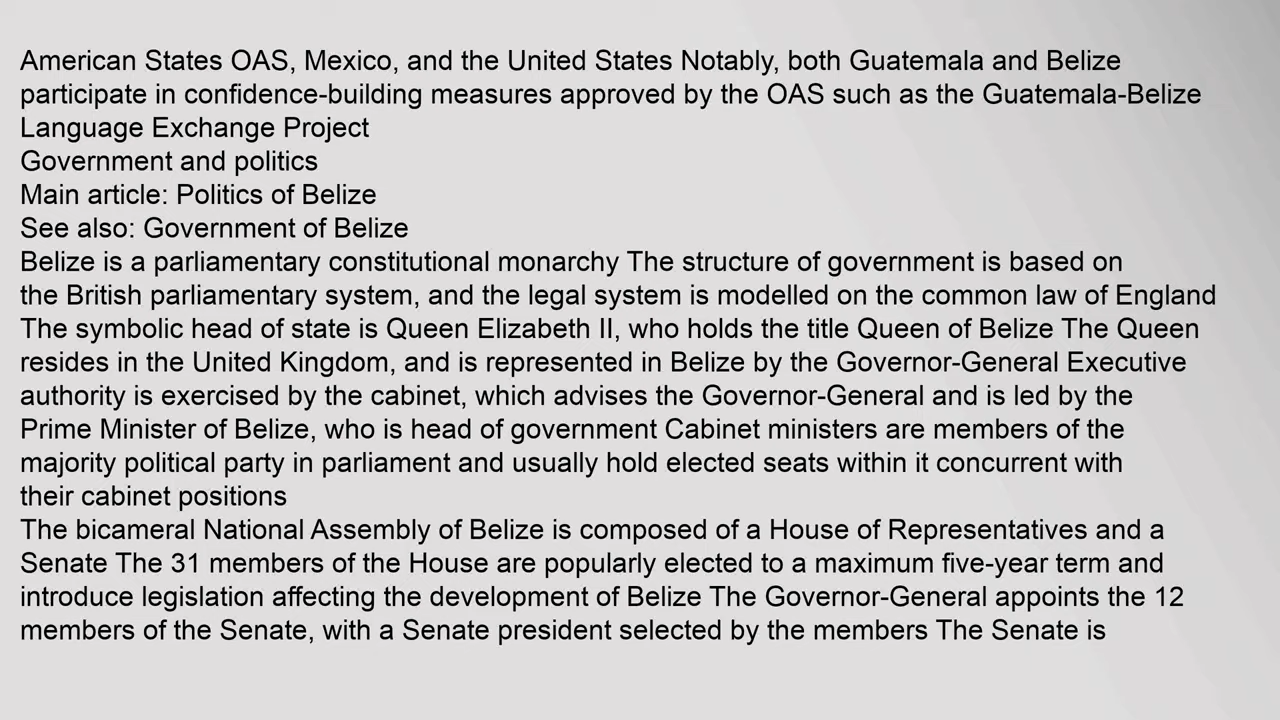 American States OAS, Mexico, and the United States Notably, both Guatemala and Belize
participate in confidence-building measures approved by the OAS such as the Guatemala-Belize
Language Exchange Project
Government and politics
Main article: Politics of Belize
See also: Government of Belize
Belize is a parliamentary constitutional monarchy The structure of government is based on
the British parliamentary system, and the legal system is modelled on the common law of England
The symbolic head of state is Queen Elizabeth II, who holds the title Queen of Belize The Queen
resides in the United Kingdom, and is represented in Belize by the Governor-General Executive
authority is exercised by the cabinet, which advises the Governor-General and is led by the
Prime Minister of Belize, who is head of government Cabinet ministers are members of the
majority political party in parliament and usually hold elected seats within it concurrent with
their cabinet positions
The bicameral National Assembly of Belize is composed of a House of Representatives and a
Senate The 31 members of the House are popularly elected to a maximum five-year term and
introduce legislation affecting the development of Belize The Governor-General appoints the 12
members of the Senate, with a Senate president selected by the members The Senate is